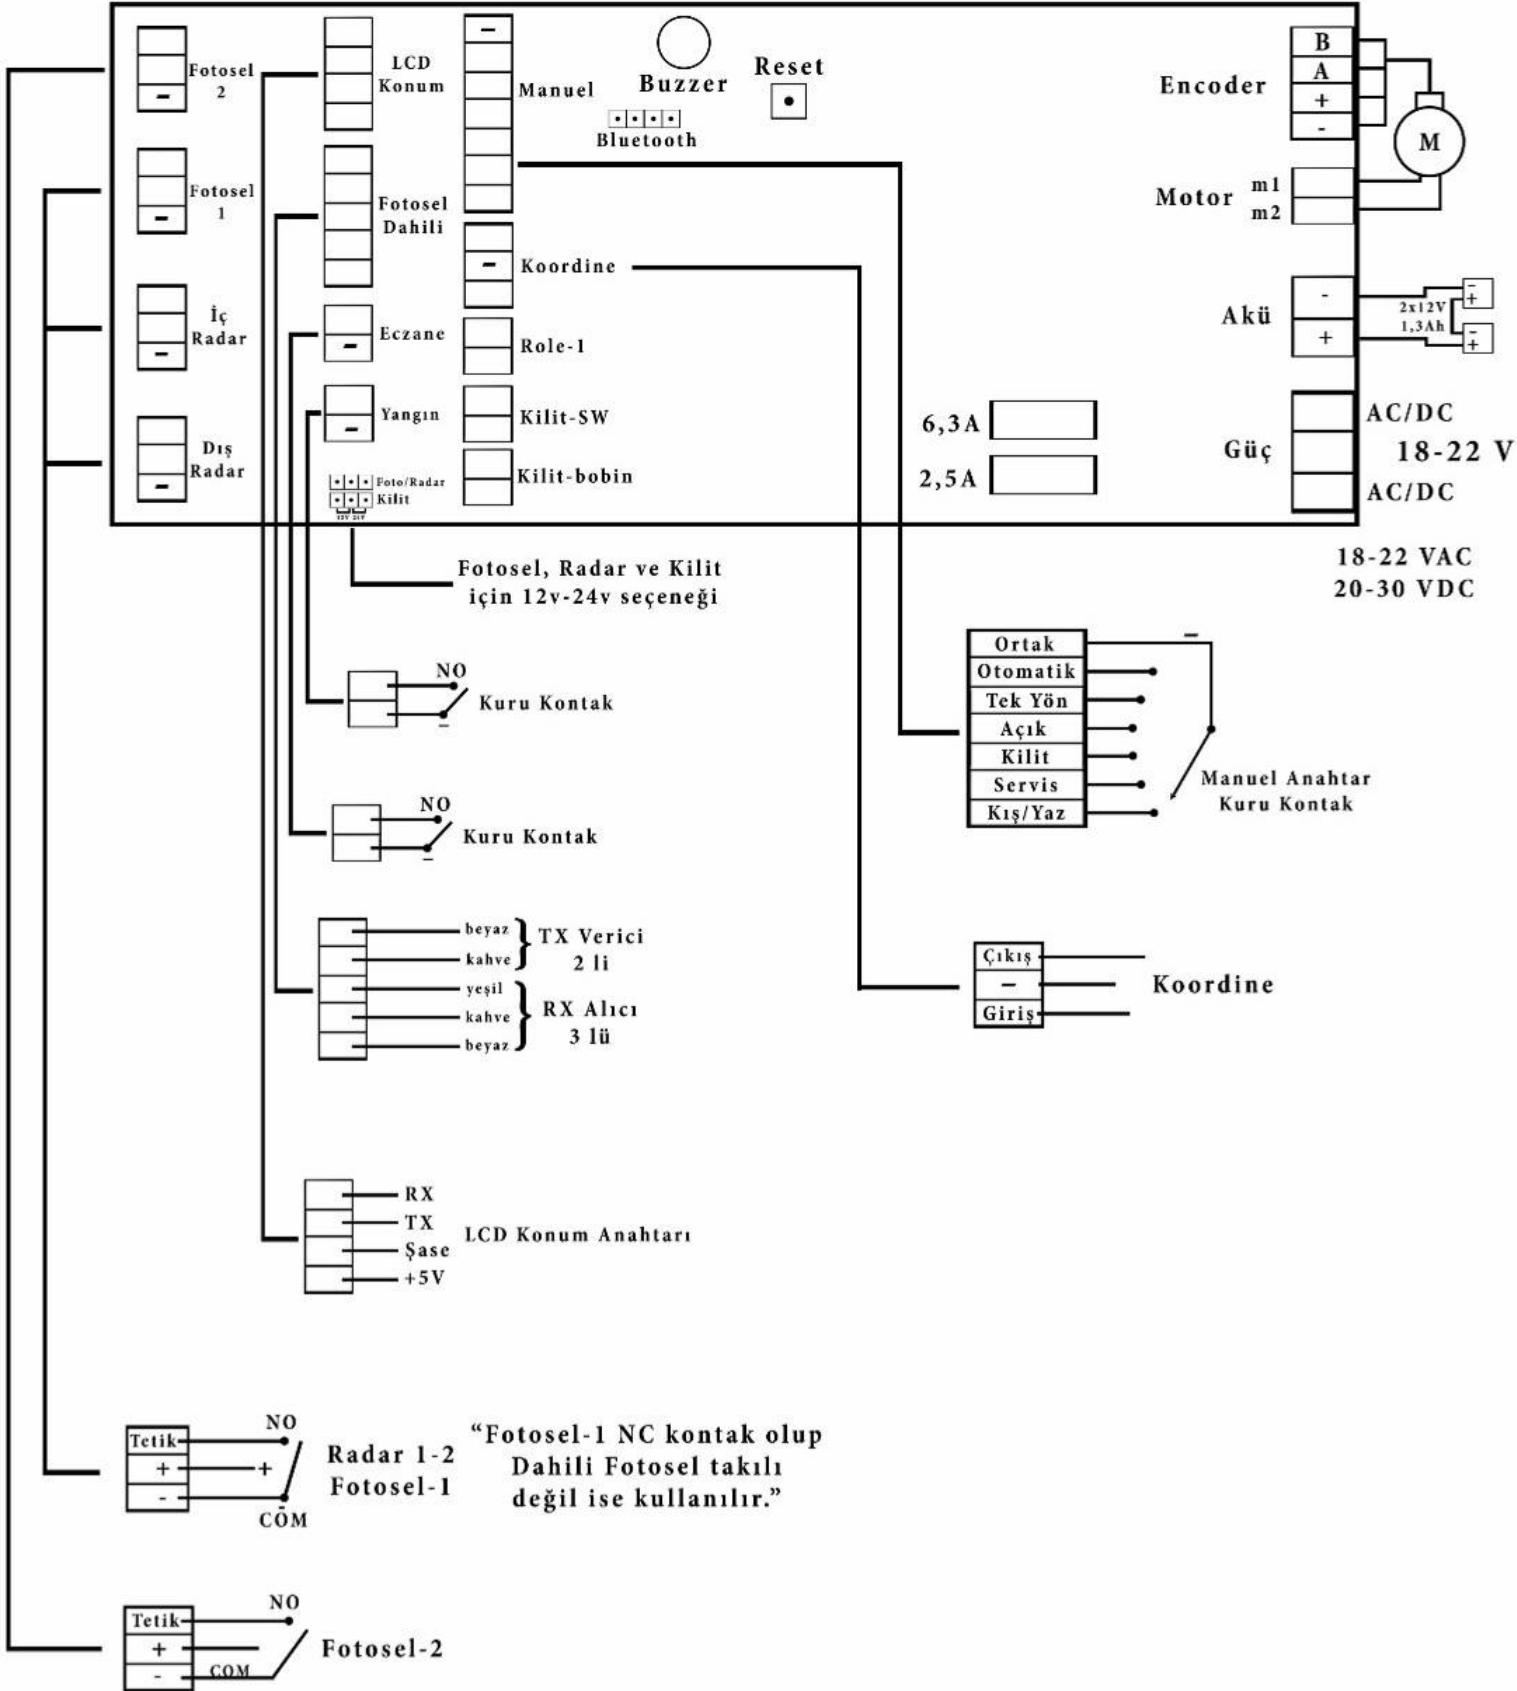 Fotosel
2
-
Fotosel
1
-
İç
Radar
-
Dış
Radar
-
LCD
Konum
Fotosel
Dahili
Eczane
-
Yangın
-
Foto/Radar
Kilit
12V 24V
-
Manuel
-
Koordine
Role-1
Kilit-SW
Kilit-bobin
Buzzer
Bluetooth
Reset
6,3A
2,5A
Encoder
B
A
+
-
M
Motor
m1
m2
Akü
-
+
2x12V
1,3Ah
-
+
-
+
Güç
AC/DC
18-22 V
AC/DC
18-22 VAC
20-30 VDC
Fotosel, Radar ve Kilit
için 12v-24v seçeneği
NO
-
Kuru Kontak
NO
-
Kuru Kontak
beyaz
kahve
TX Verici
2 li
yeşil
kahve
beyaz
RX Alıcı
3 lü
Ortak
-
Otomatik
Tek Yön
Açık
Kilit
Servis
Kış/Yaz
Manuel Anahtar
Kuru Kontak
Çıkış
-
Giriş
Koordine
RX
TX
Şase
+5V
LCD Konum Anahtarı
Tetik
+
-
NO
+
-
COM
Radar 1-2
Fotosel-1
“Fotosel-1 NC kontak olup
Dahili Fotosel takılı
değil ise kullanılır.”
Tetik
+
-
NO
COM
Fotosel-2